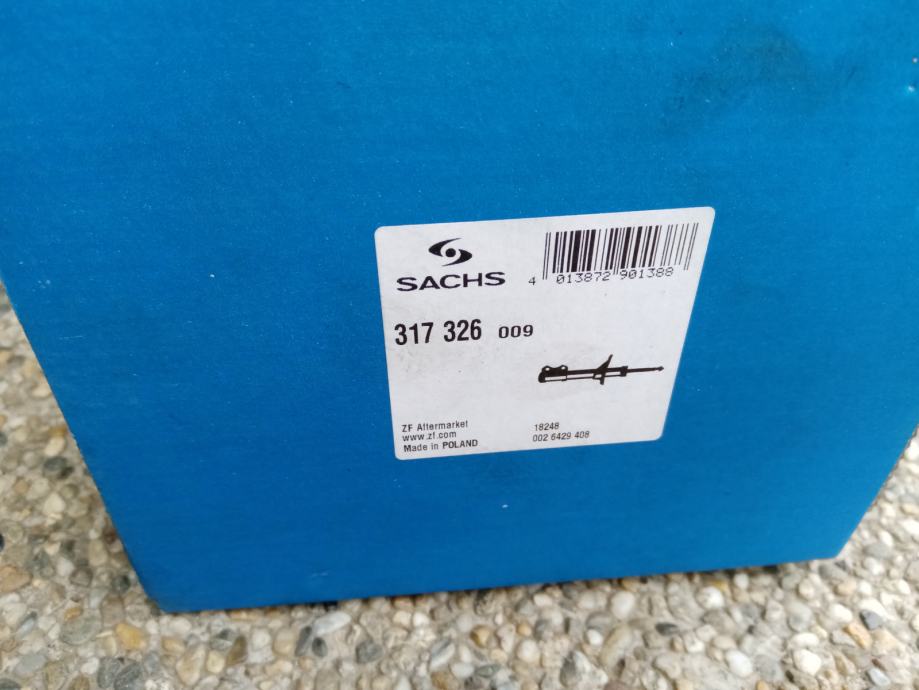 SACHS
4 013872 901388
317 326 009
ZF Aftermarket
www.zf.com
Made in POLAND
18248
002 6429 408